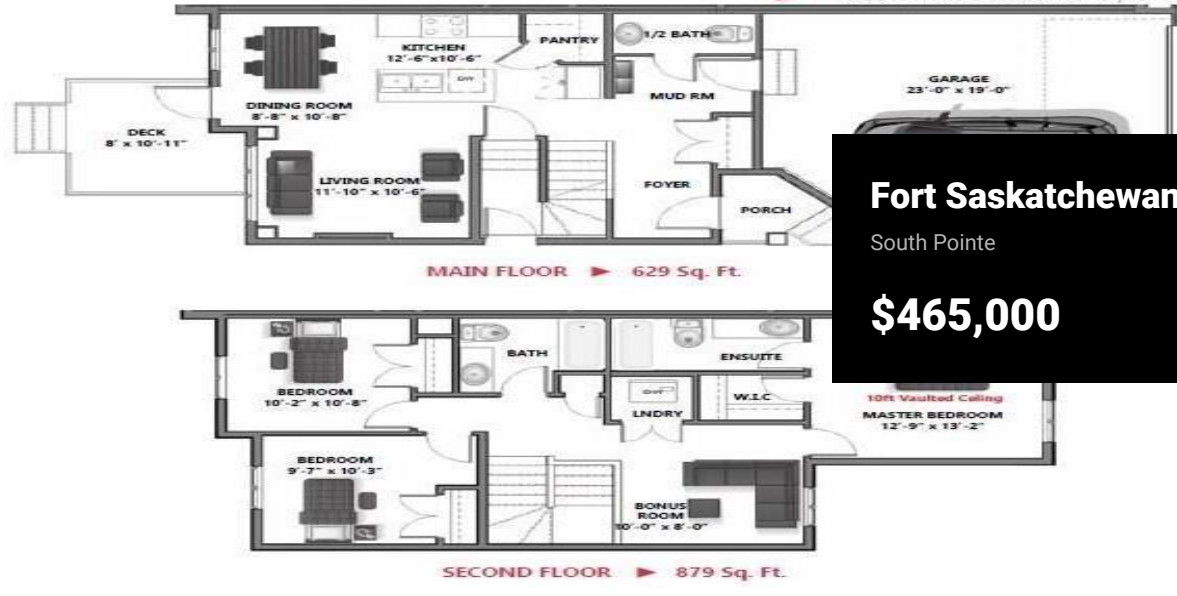 KITCHEN
12'-6"x10'-6"
PANTRY
1/2 BATH
DINING ROOM
8'-8" x 10'-8"
D/W
MUD RM
GARAGE
23'-0" x 19'-0"
DECK
8' x 10'-11"
LIVING ROOM
11'-10" x 10'-6"
FOYER
PORCH
MAIN FLOOR ► 629 Sq. Ft.
Fort Saskatchewan
South Pointe
$465,000
BATH
ENSUITE
BEDROOM
10'-2" x 10'-8"
LNDRY
W.I.C
10ft Vaulted Celing
MASTER BEDROOM
12'-9" x 13'-2"
BEDROOM
9'-7" x 10'-3"
BONUS
ROOM
10'-0" x 8'-0"
SECOND FLOOR ► 879 Sq. Ft.